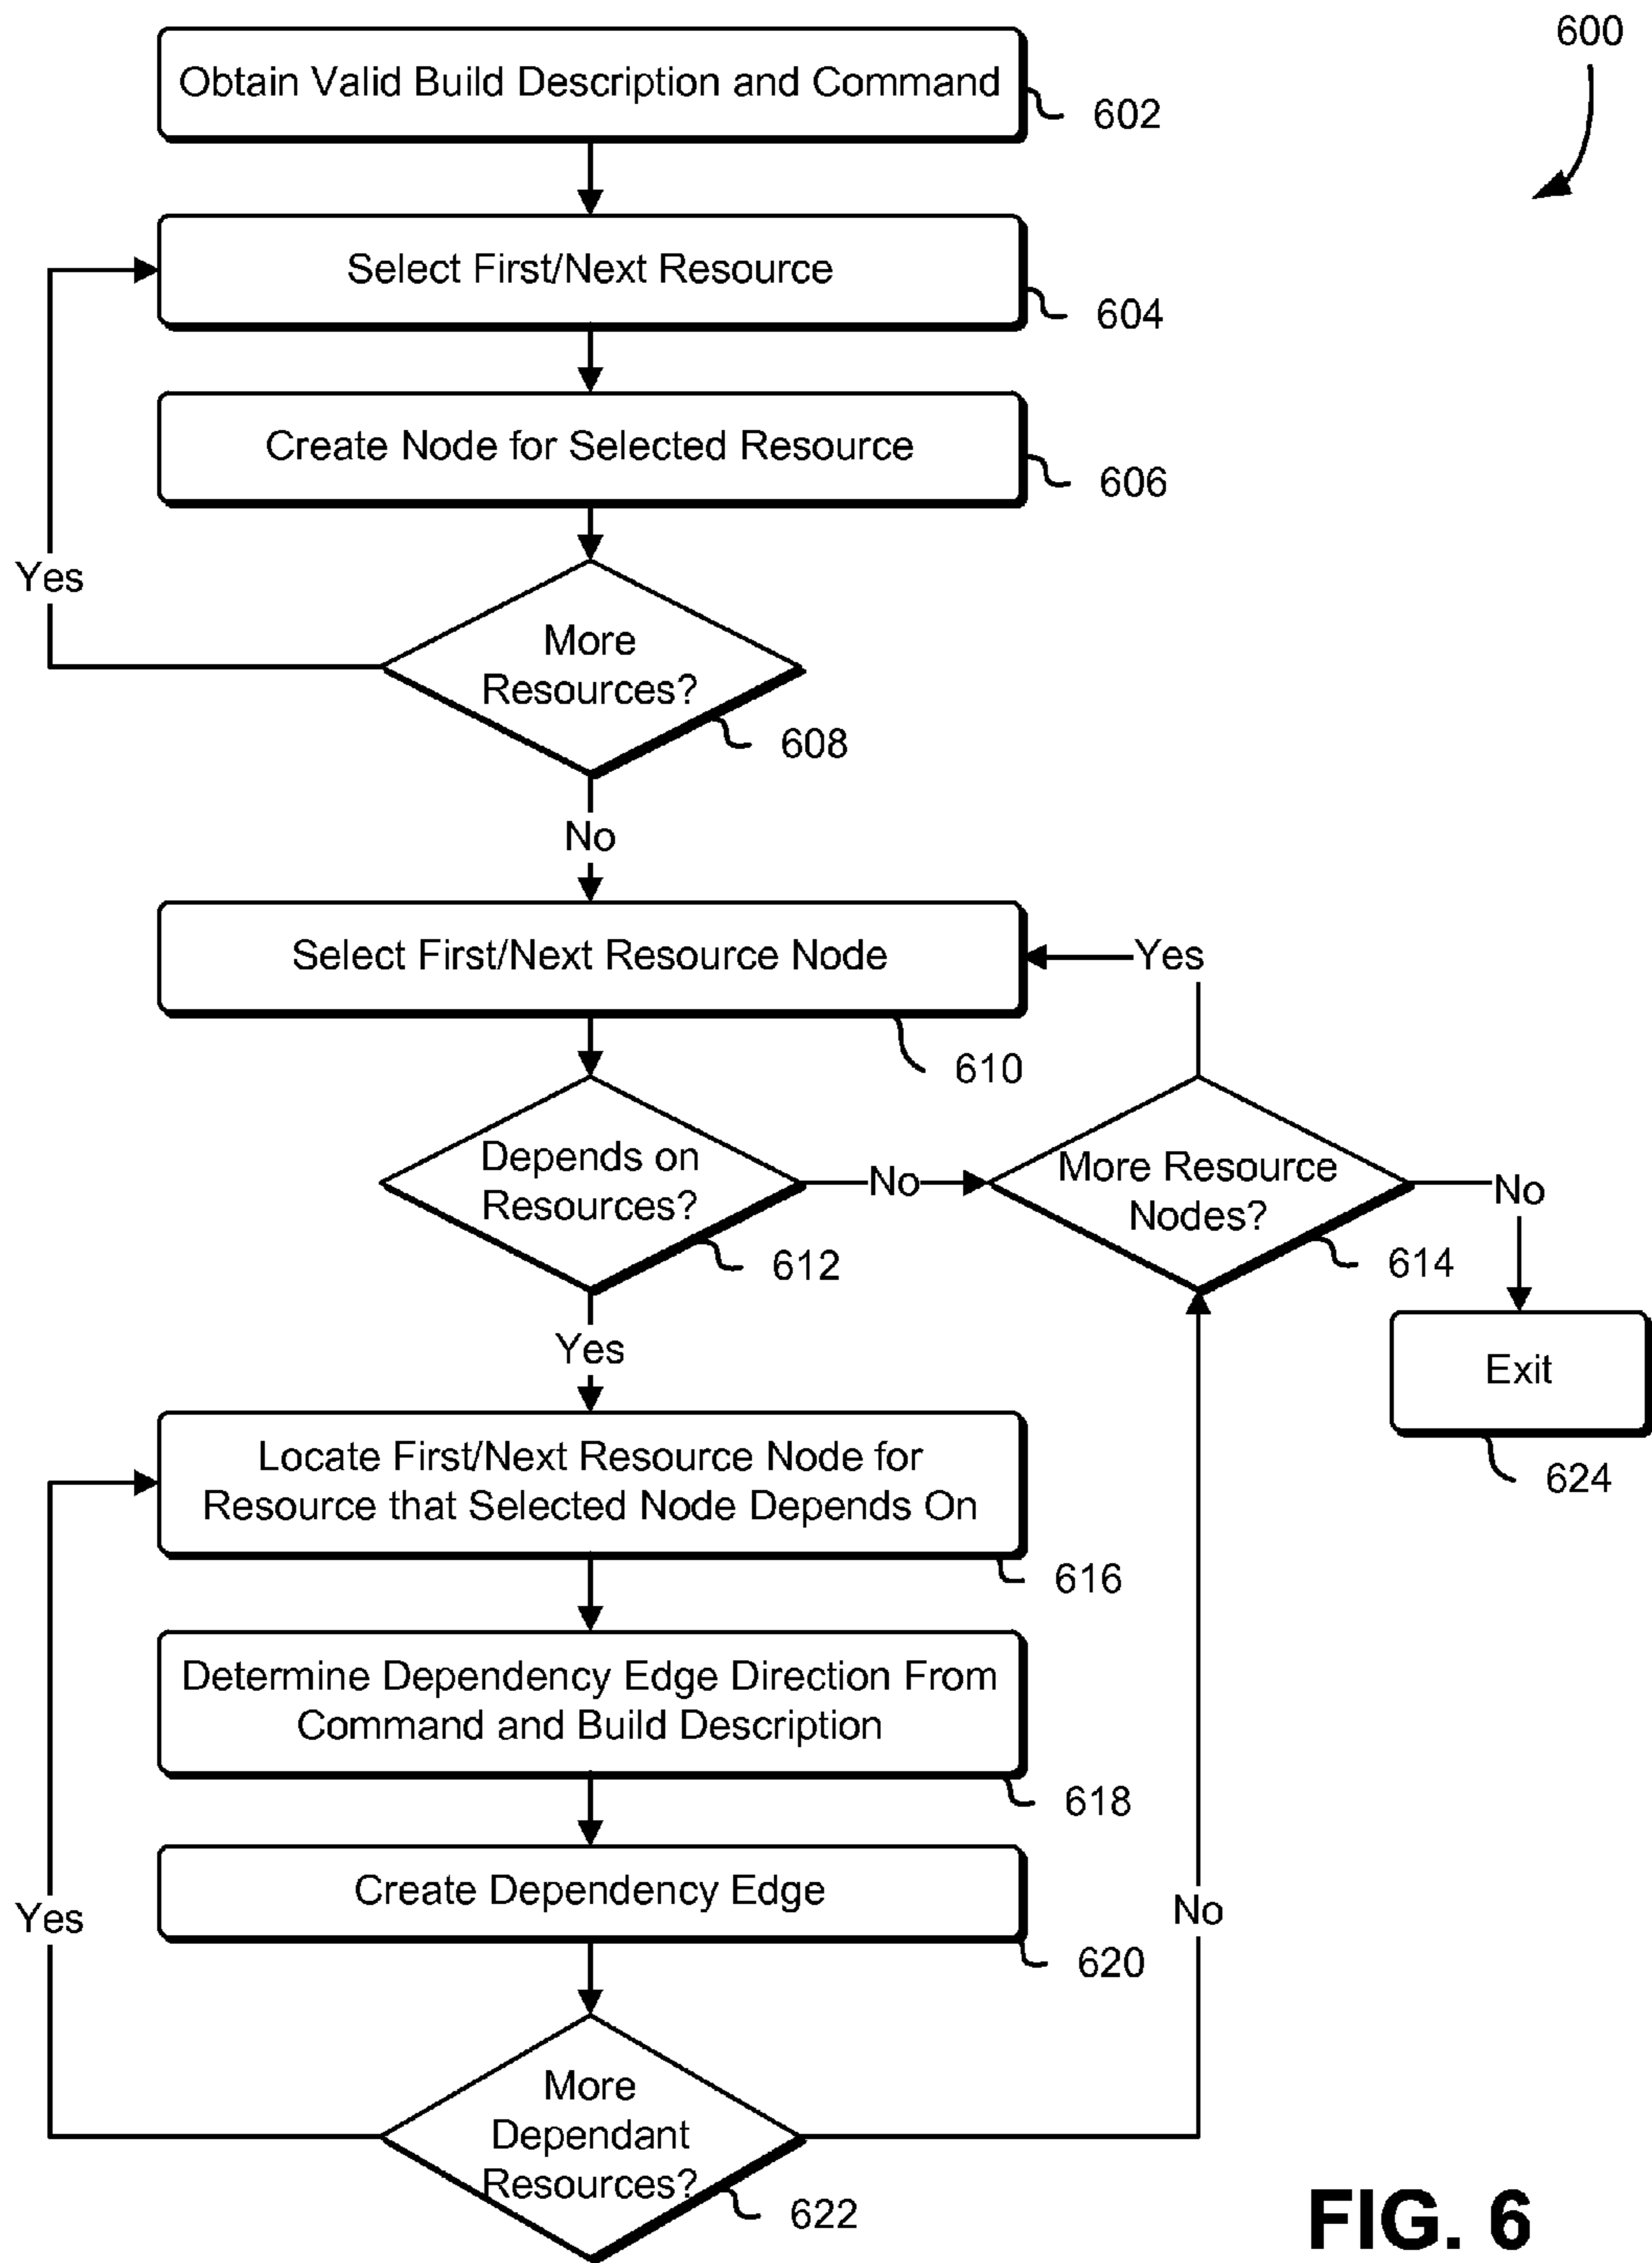 600
Obtain Valid Build Description and Command
602
Select First/Next Resource
604
Create Node for Selected Resource
606
Yes
More
Resources?
608
No
Select First/Next Resource Node
Yes
610
Depends on
Resources?
No
More Resource
Nodes?
No
612
614
Yes
Exit
624
Locate First/Next Resource Node for
Resource that Selected Node Depends On
616
Determine Dependency Edge Direction From
Command and Build Description
618
Create Dependency Edge
620
Yes
No
More
Dependant
Resources?
622
FIG. 6